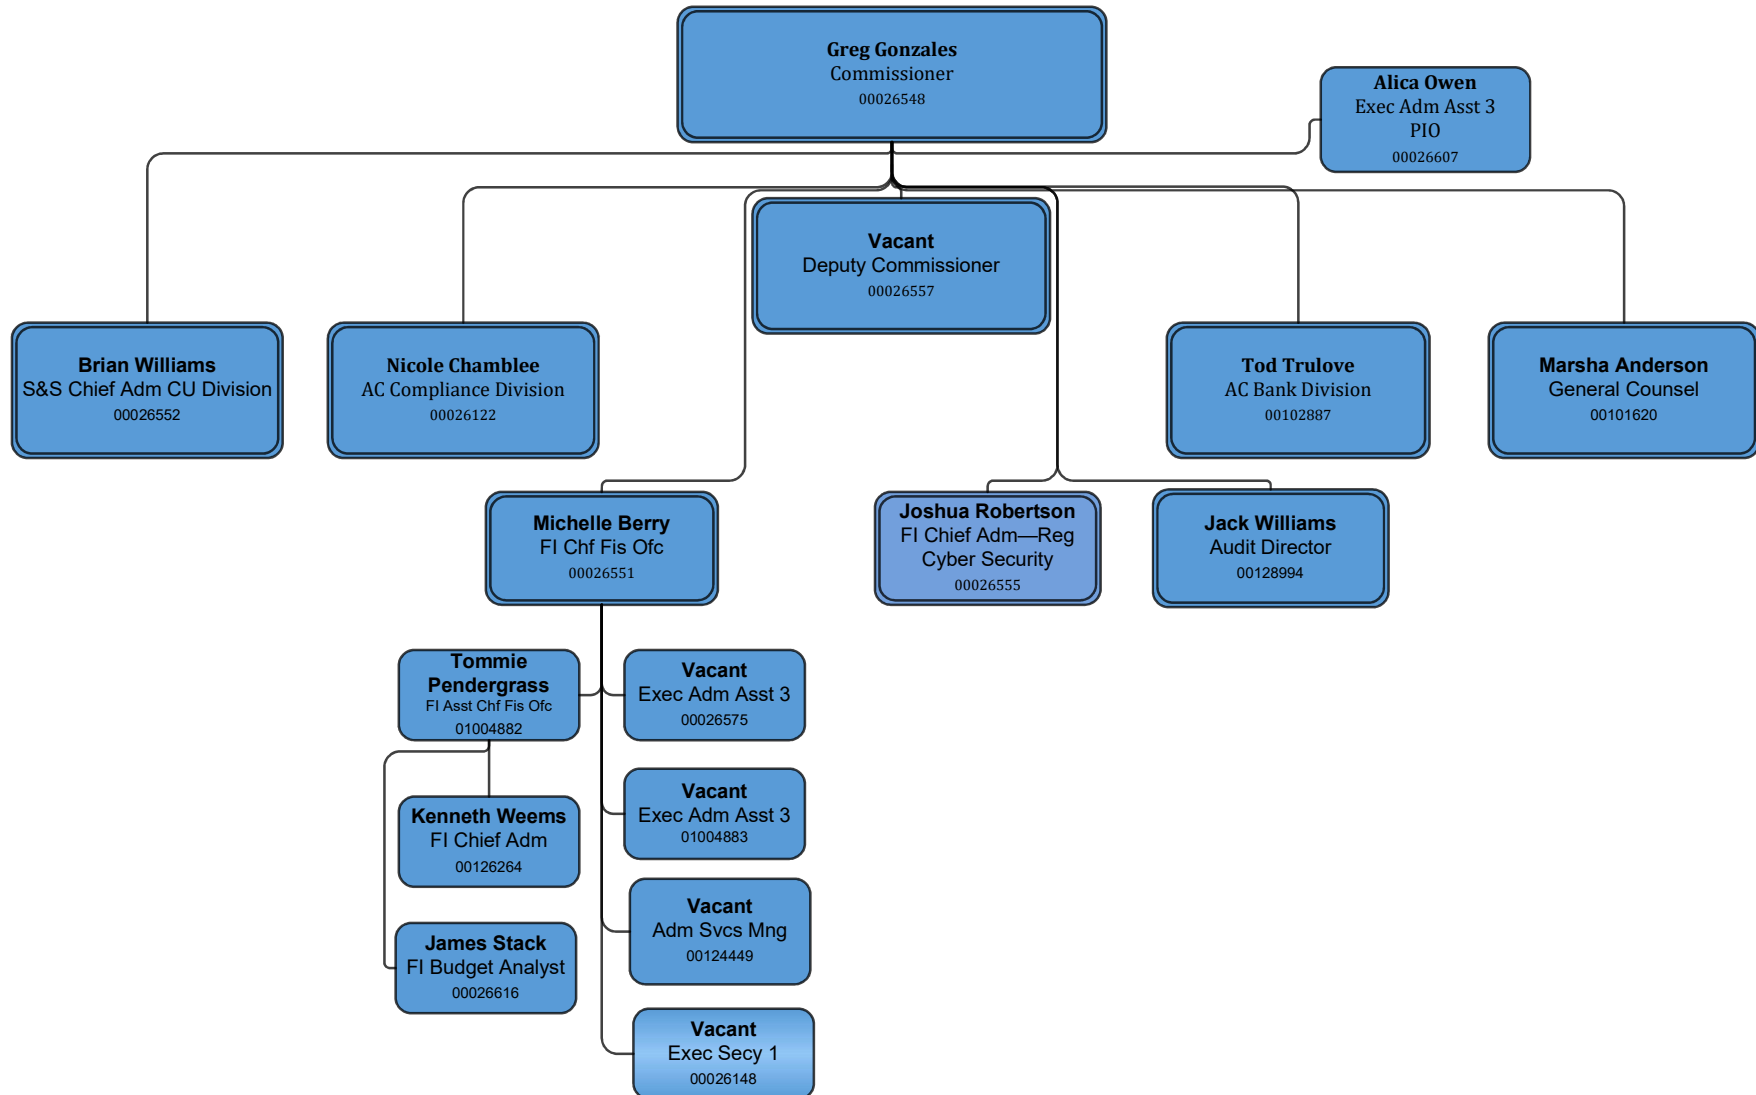 Greg Gonzales
Commissioner
00026548
Alica Owen
Exec Adm Asst 3
PIO
00026607
Vacant
Deputy Commissioner
00026557
Brian Williams
S&S Chief Adm CU Division
00026552
Nicole Chamblee
AC Compliance Division
00026122
Tod Trulove
AC Bank Division
00102887
Marsha Anderson
General Counsel
00101620
Michelle Berry
FI Chf Fis Ofc
00026551
Joshua Robertson
FI Chief Adm—Reg
Cyber Security
00026555
Jack Williams
Audit Director
00128994
Tommie
Pendergrass
FI Asst Chf Fis Ofc
01004882
Vacant
Exec Adm Asst 3
00026575
Kenneth Weems
FI Chief Adm
00126264
Vacant
Exec Adm Asst 3
01004883
James Stack
FI Budget Analyst
00026616
Vacant
Adm Svcs Mng
00124449
Vacant
Exec Secy 1
00026148